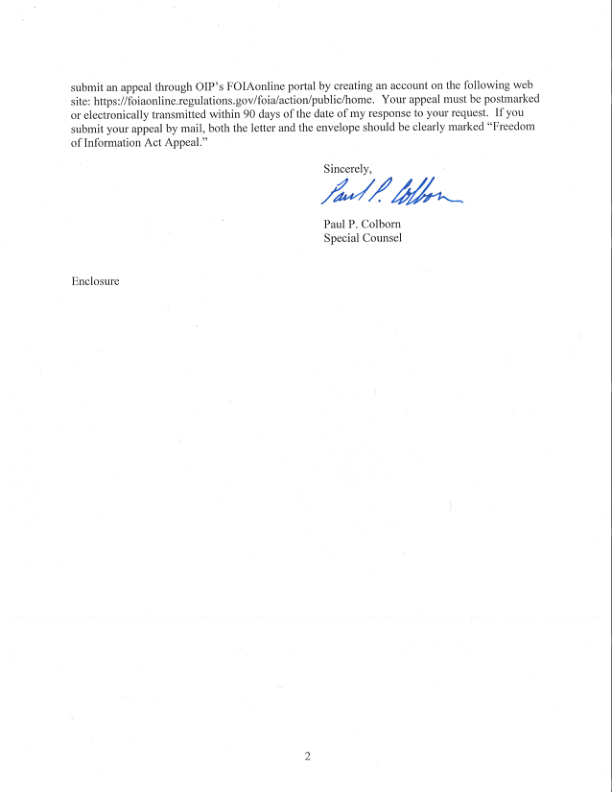 submit an appeal through OIP's FOIAonline portal by creating an account on the following web
site: https://foiaonline.regulations.gov/foia/action/public/home.  Your appeal must be postmarked
or electronically transmitted within 90 days of the date of my response to your request.  If you
submit your appeal by mail, both the letter and the envelope should be clearly marked “Freedom
of Information Act Appeal.”
Sincerely,
Paul P. Colborn
Paul P. Colborn
Special Counsel
Enclosure
2